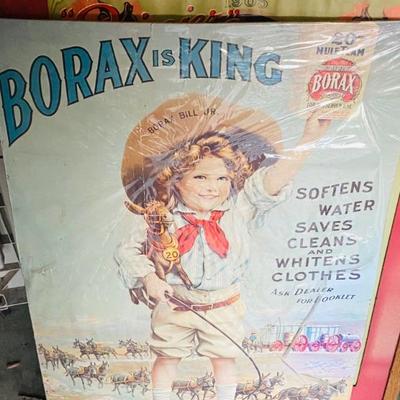 1905
BORAX IS KING
20
MULE TEAM
BORAX
BORAX BILL JR.
SOFTENS
WATER
SAVES
CLEANS
AND
WHITENS
CLOTHES
ASK DEALER
FOR BOOKLET
20